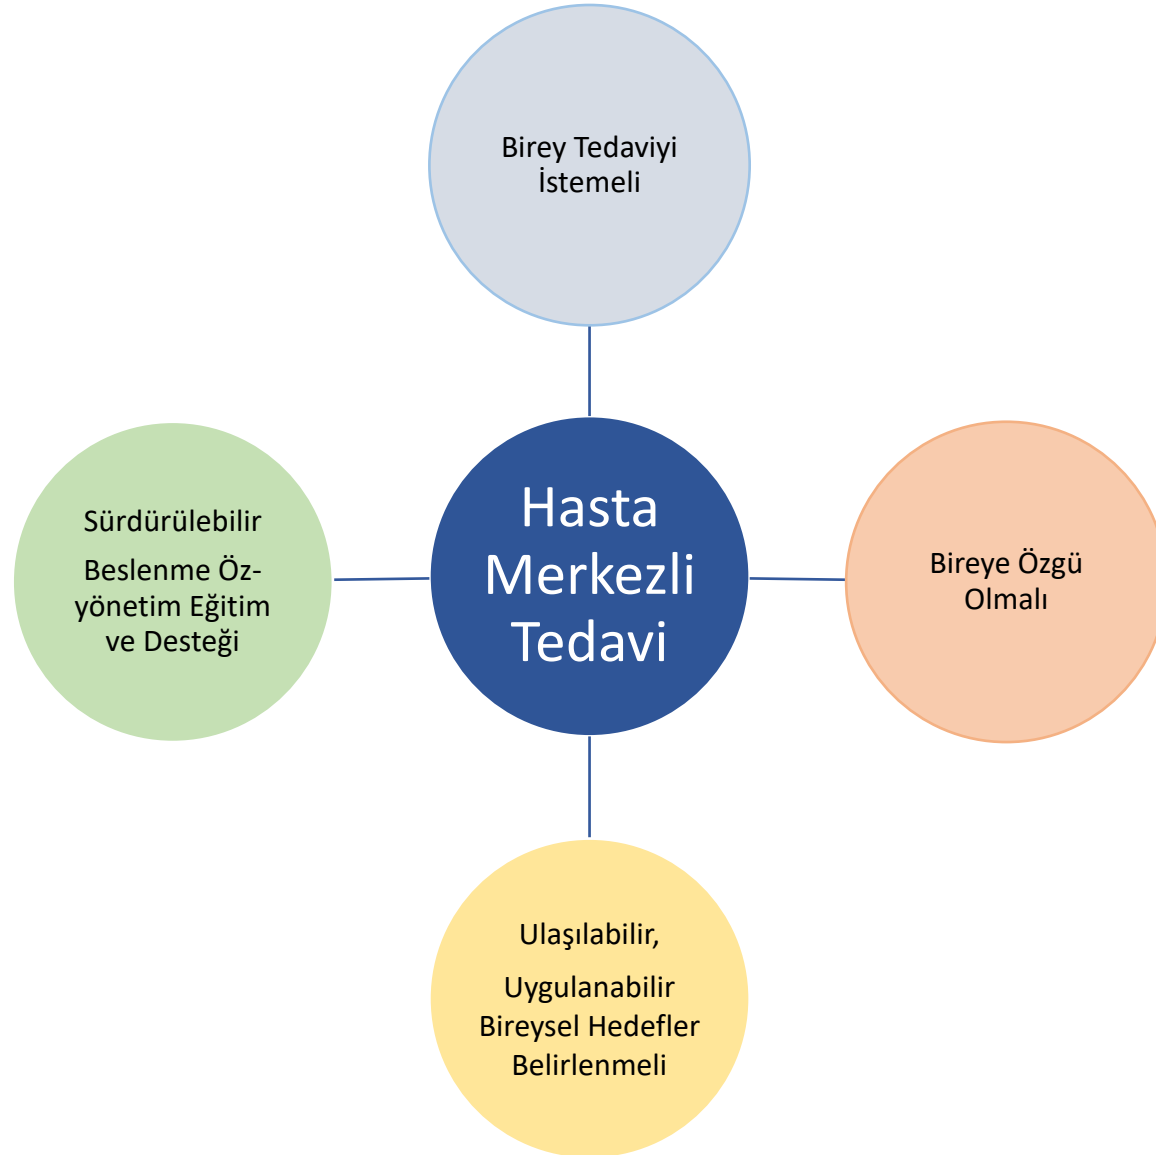 Birey Tedaviyi
İstemeli
Hasta
Merkezli
Tedavi
Sürdürülebilir
Beslenme Öz-
yönetim Eğitim
ve Desteği
Bireye Özgü
Olmalı
Ulaşılabilir,
Uygulanabilir
Bireysel Hedefler
Belirlenmeli